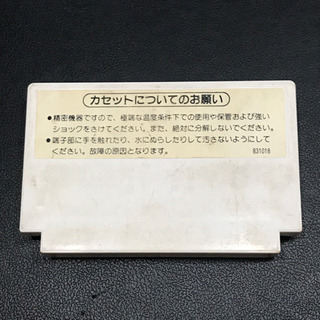 カセットについてのお願い
●精密機器ですので、極端な温度条件下での使用や保管および強い
ショックをさけてください。また、絶対に分解しないでください。
●端子部に手を触れたり、水にぬらしたりして汚さないようにして
ください。故障の原因となります。
831018